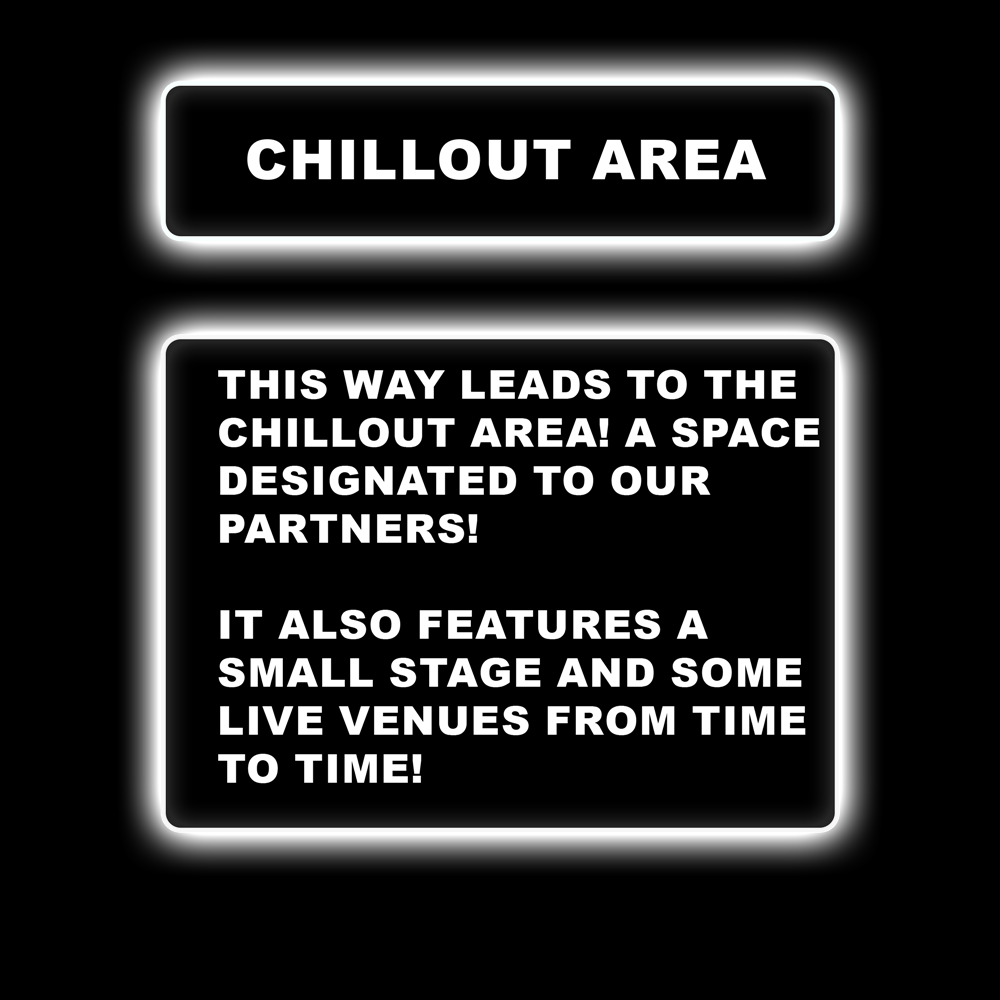 CHILLOUT AREA
THIS WAY LEADS TO THE
CHILLOUT AREA! A SPACE
DESIGNATED TO OUR
PARTNERS!
IT ALSO FEATURES A
SMALL STAGE AND SOME
LIVE VENUES FROM TIME
TO TIME!